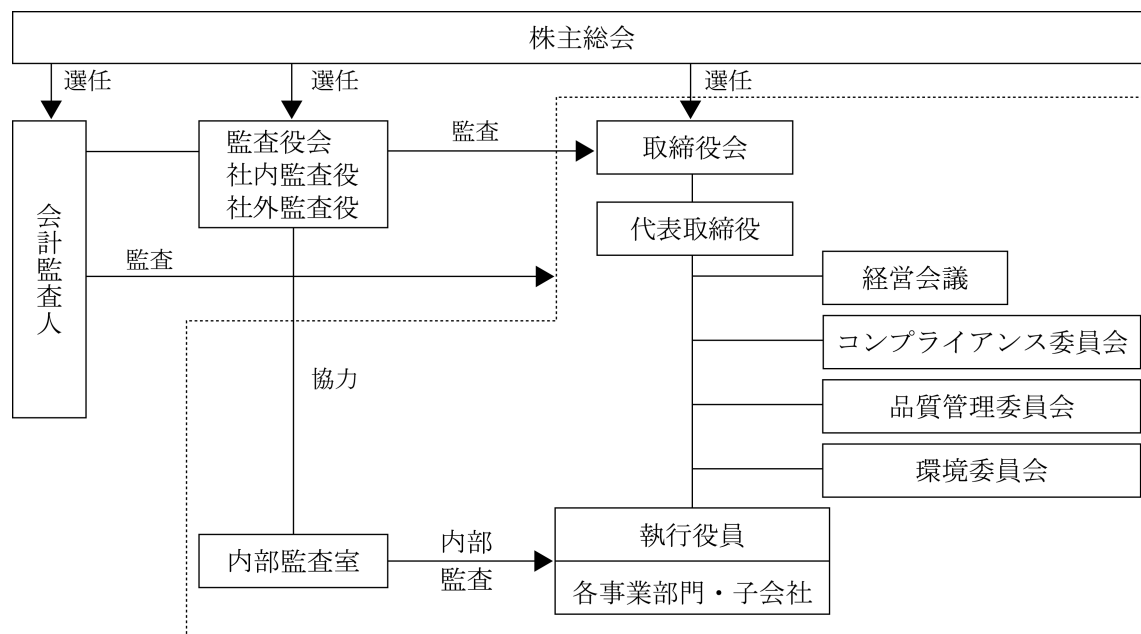 株主総会
選任
選任
選任
監査役会
社内監査役
社外監査役
監査
取締役会
代表取締役
会計監査人
監査
経営会議
コンプライアンス委員会
協力
品質管理委員会
環境委員会
内部監査室
内部
監査
執行役員
各事業部門・子会社